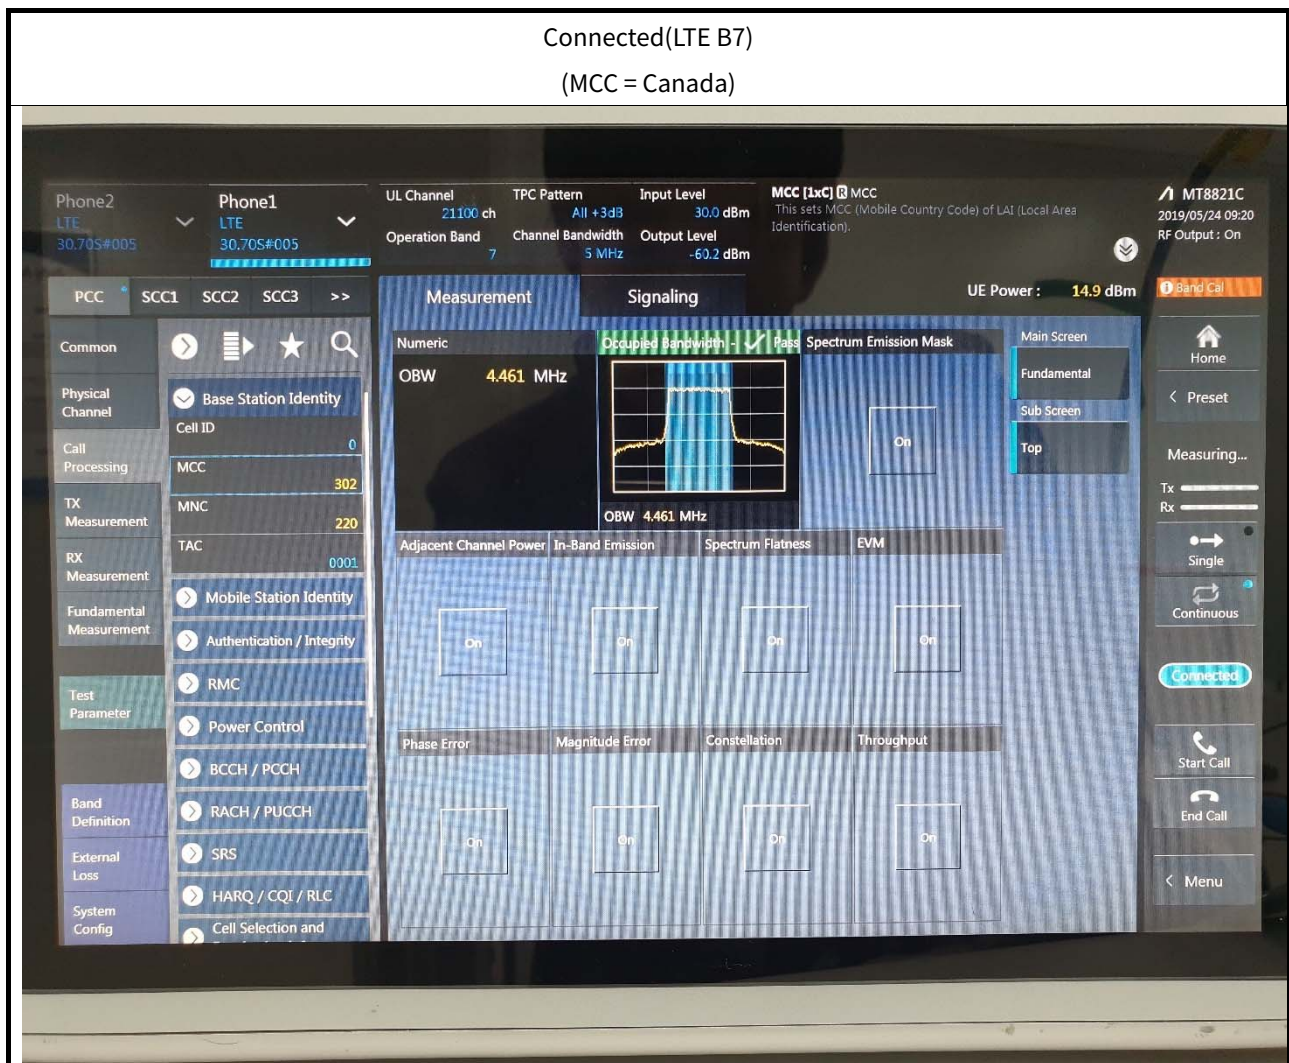 Connected(LTE B7)
(MCC = Canada)
Phone2
LTE
30.70S#005
Phone1
LTE
30.70S#005
UL Channel
21100 ch
Operation Band
7
TPC Pattern
All +3dB
Channel Bandwidth
5 MHz
Input Level
30.0 dBm
Output Level
-60.2 dBm
MCC [1xC] R MCC
This sets MCC (Mobile Country Code) of LAI (Local Area
Identification).
MT8821C
2019/05/24 09:20
RF Output : On
PCC SCC1 SCC2 SCC3 >>
Measurement
Signaling
UE Power : 14.9 dBm
Band Cal
Common
Physical
Channel
Call
Processing
TX
Measurement
RX
Measurement
Fundamental
Measurement
Test
Parameter
Band
Definition
External
Loss
System
Config
Base Station Identity
Cell ID
0
MCC
302
MNC
220
TAC
0001
Mobile Station Identity
Authentication / Integrity
RMC
Power Control
BCCH / PCCH
RACH / PUCCH
SRS
HARQ / CQI / RLC
Cell Selection and
Numeric
OBW 4.461 MHz
Occupied Bandwidth - Pass
OBW 4.461 MHz
Spectrum Emission Mask
On
Adjacent Channel Power
On
In-Band Emission
On
Spectrum Flatness
On
EVM
On
Phase Error
On
Magnitude Error
On
Constellation
On
Throughput
On
Main Screen
Fundamental
Sub Screen
Top
Home
< Preset
Measuring...
Tx
Rx
Single
Continuous
Connected
Start Call
End Call
< Menu